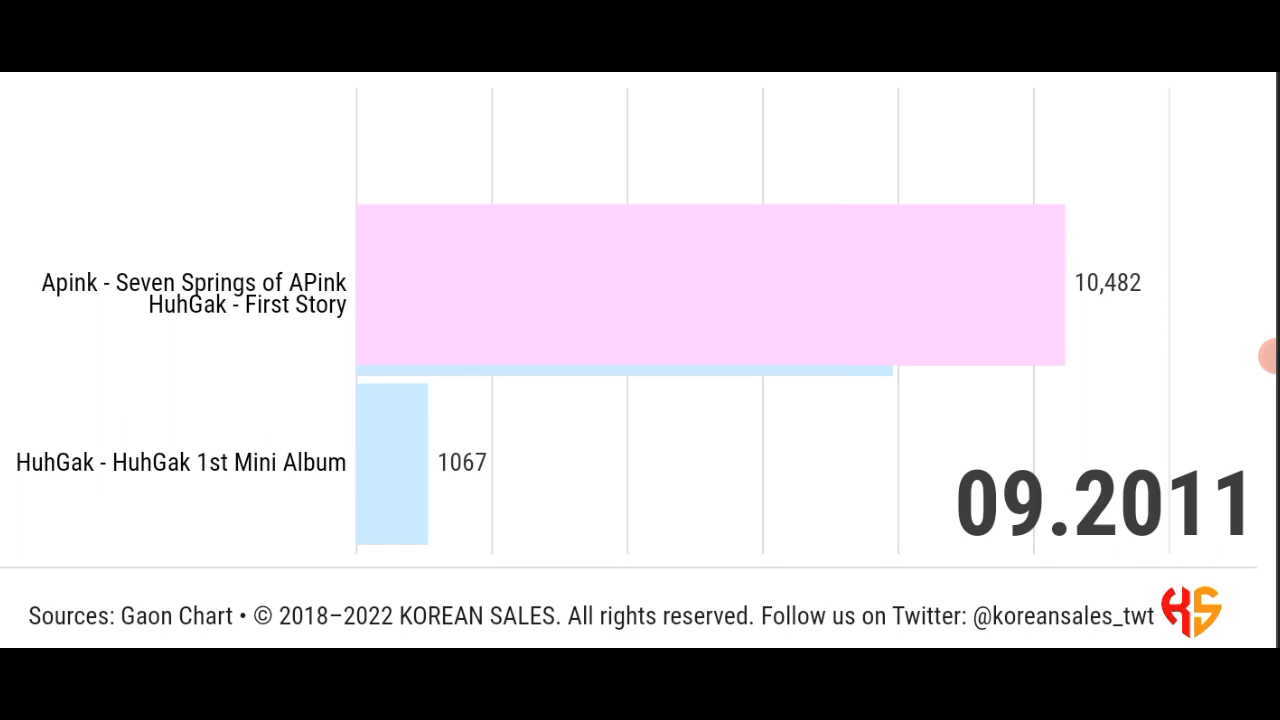 Apink - Seven Springs of APink
10,482
HuhGak - First Story
HuhGak - HuhGak 1st Mini Album
1067
09.2011
Sources: Gaon Chart • © 2018–2022 KOREAN SALES. All rights reserved. Follow us on Twitter: @koreansales_twt KS